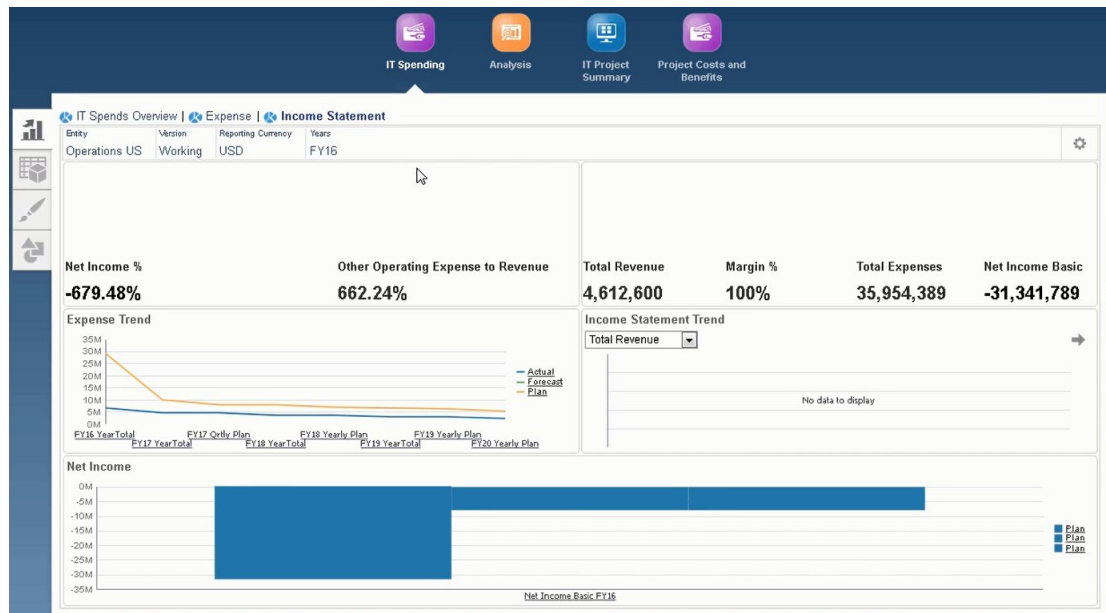 IT Spending
Analysis
IT Project
Summary
Project Costs and
Benefits
IT Spends Overview | Expense | Income Statement
Entity Version Reporting Currency Years
Operations US Working USD FY16
Net Income % Other Operating Expense to Revenue
-679.48% 662.24%
Total Revenue Margin % Total Expenses Net Income Basic
4,612,600 100% 35,954,389 -31,341,789
Expense Trend
35M
30M
25M
20M
15M
10M
5M
0M
Actual
Forecast
Plan
FY16 YearTotal FY17 Qrtly Plan FY18 Yearly Plan FY19 Yearly Plan
FY17 YearTotal FY18 YearTotal FY19 YearTotal FY20 Yearly Plan
Income Statement Trend
Total Revenue
No data to display
Net Income
0M
-5M
-10M
-15M
-20M
-25M
-30M
-35M
Plan
Plan
Plan
Net Income Basic FY16